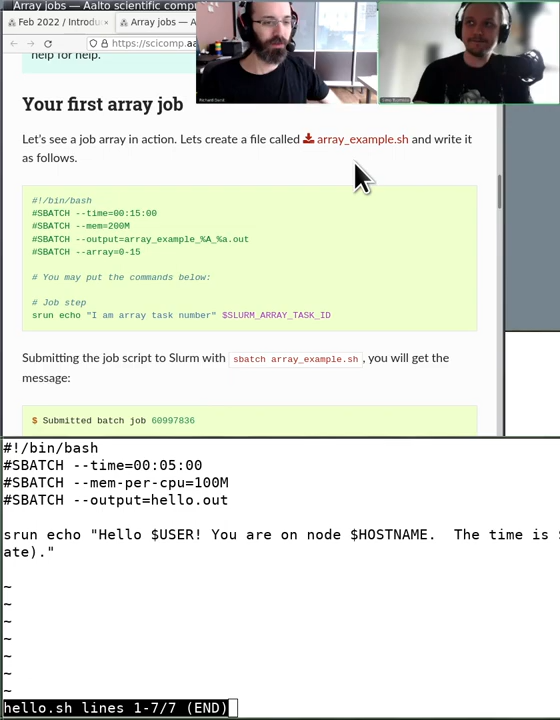 Array jobs — Aalto scientific comp
Feb 2022 / Introdu ×
Array jobs — A
https://scicomp.aa
help for help.
Your first array job
Let's see a job array in action. Lets create a file called array_example.sh and write it
as follows.
#!/bin/bash
#SBATCH --time=00:15:00
#SBATCH --mem=200M
#SBATCH --output=array_example_%A_%a.out
#SBATCH --array=0-15
# You may put the commands below:
# Job step
srun echo "I am array task number" $SLURM_ARRAY_TASK_ID
Submitting the job script to Slurm with sbatch array_example.sh, you will get the
message:
$ Submitted batch job 60997836
#!/bin/bash
#SBATCH --time=00:05:00
#SBATCH --mem-per-cpu=100M
#SBATCH --output=hello.out
srun echo "Hello $USER! You are on node $HOSTNAME.  The time is $
ate)."
~
~
~
~
~
~
~
hello.sh lines 1-7/7 (END)